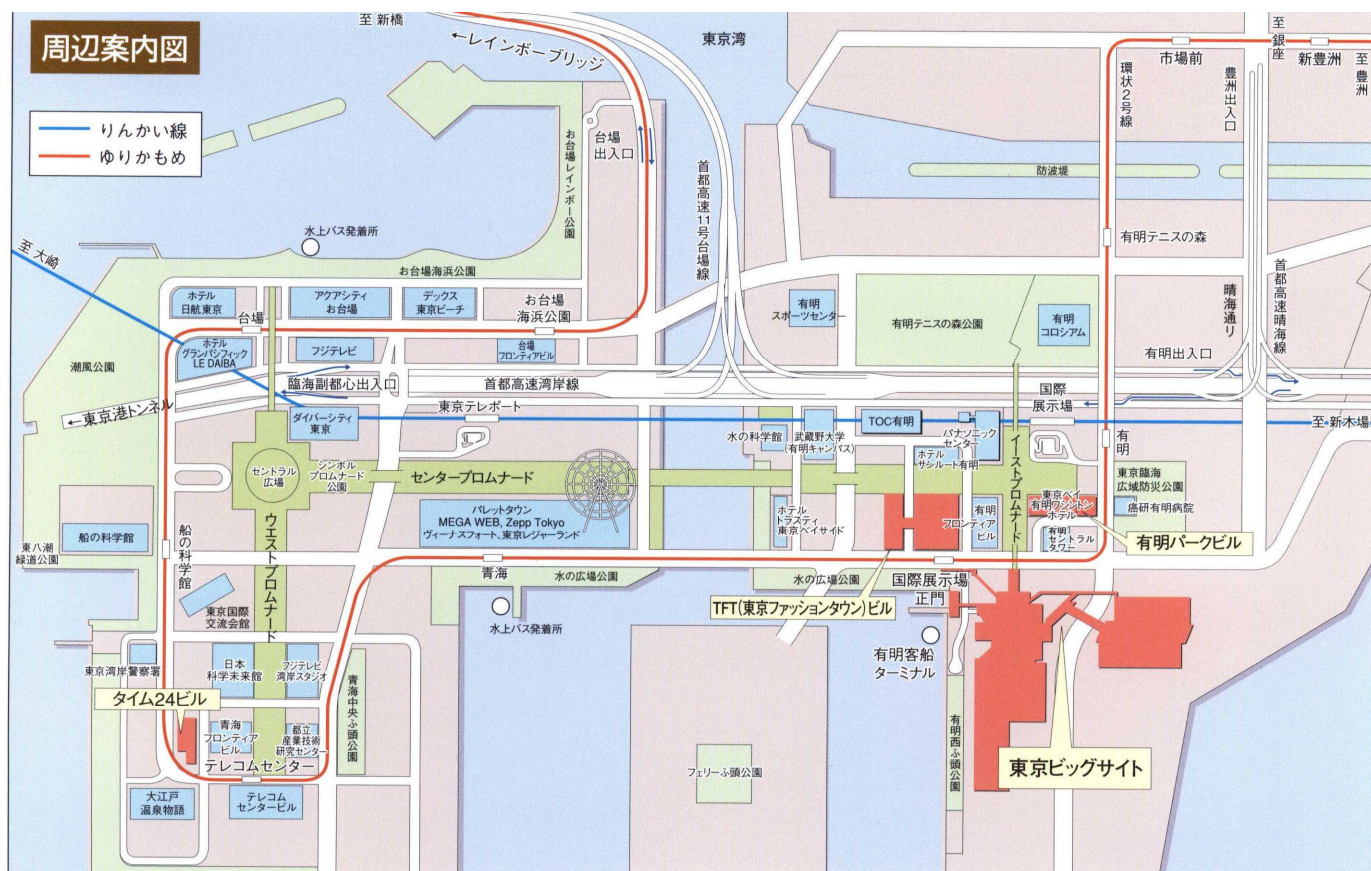 周辺案内図
りんかい線
ゆりかもめ
至 新橋
←レインボーブリッジ
東京湾
至 銀座
市場前
新豊洲
至 豊洲
環状2号線
豊洲出入口
台場
出入口
お台場レインボー公園
首都高速11号台場線
防波堤
水上バス発着所
有明テニスの森
至 大崎
お台場海浜公園
ホテル
日航東京
アクアシティ
お台場
デックス
東京ビーチ
お台場
海浜公園
台場
有明
スポーツセンター
有明テニスの森公園
有明
コロシアム
晴海通り
首都高速晴海線
潮風公園
ホテル
グランパシフィック
LE DAIBA
フジテレビ
台場
フロンティアビル
有明出入口
臨海副都心出入口
首都高速湾岸線
国際
展示場
←東京港トンネル
ダイバーシティ
東京
東京テレポート
水の科学館
武蔵野大学
(有明キャンパス)
TOC有明
パナソニック
センター
ホテル
サンルート有明
有明
至 新木場
セントラル
広場
シンボル
プロムナード
公園
センタープロムナード
イーストプロムナード
東京臨海
広域防災公園
パレットタウン
MEGA WEB, Zepp Tokyo
ヴィーナスフォート、東京レジャーランド
ホテル
トラスティ
東京ベイサイド
有明
フロンティア
ビル
東京ベイ
有明ワシントン
ホテル
癌研有明病院
有明
セントラル
タワー
有明パークビル
船の科学館
東八潮
緑道公園
船の科学館
ウエストプロムナード
青海
水の広場公園
水の広場公園
国際展示場
正門
TFT(東京ファッションタウン)ビル
水上バス発着所
東京国際
交流会館
有明客船
ターミナル
東京湾岸警察署
日本
科学未来館
フジテレビ
湾岸スタジオ
青海中央ふ頭公園
タイム24ビル
青海
フロンティア
ビル
都立
産業技術
研究センター
テレコムセンター
有明西ふ頭公園
フェリーふ頭公園
東京ビッグサイト
大江戸
温泉物語
テレコム
センタービル